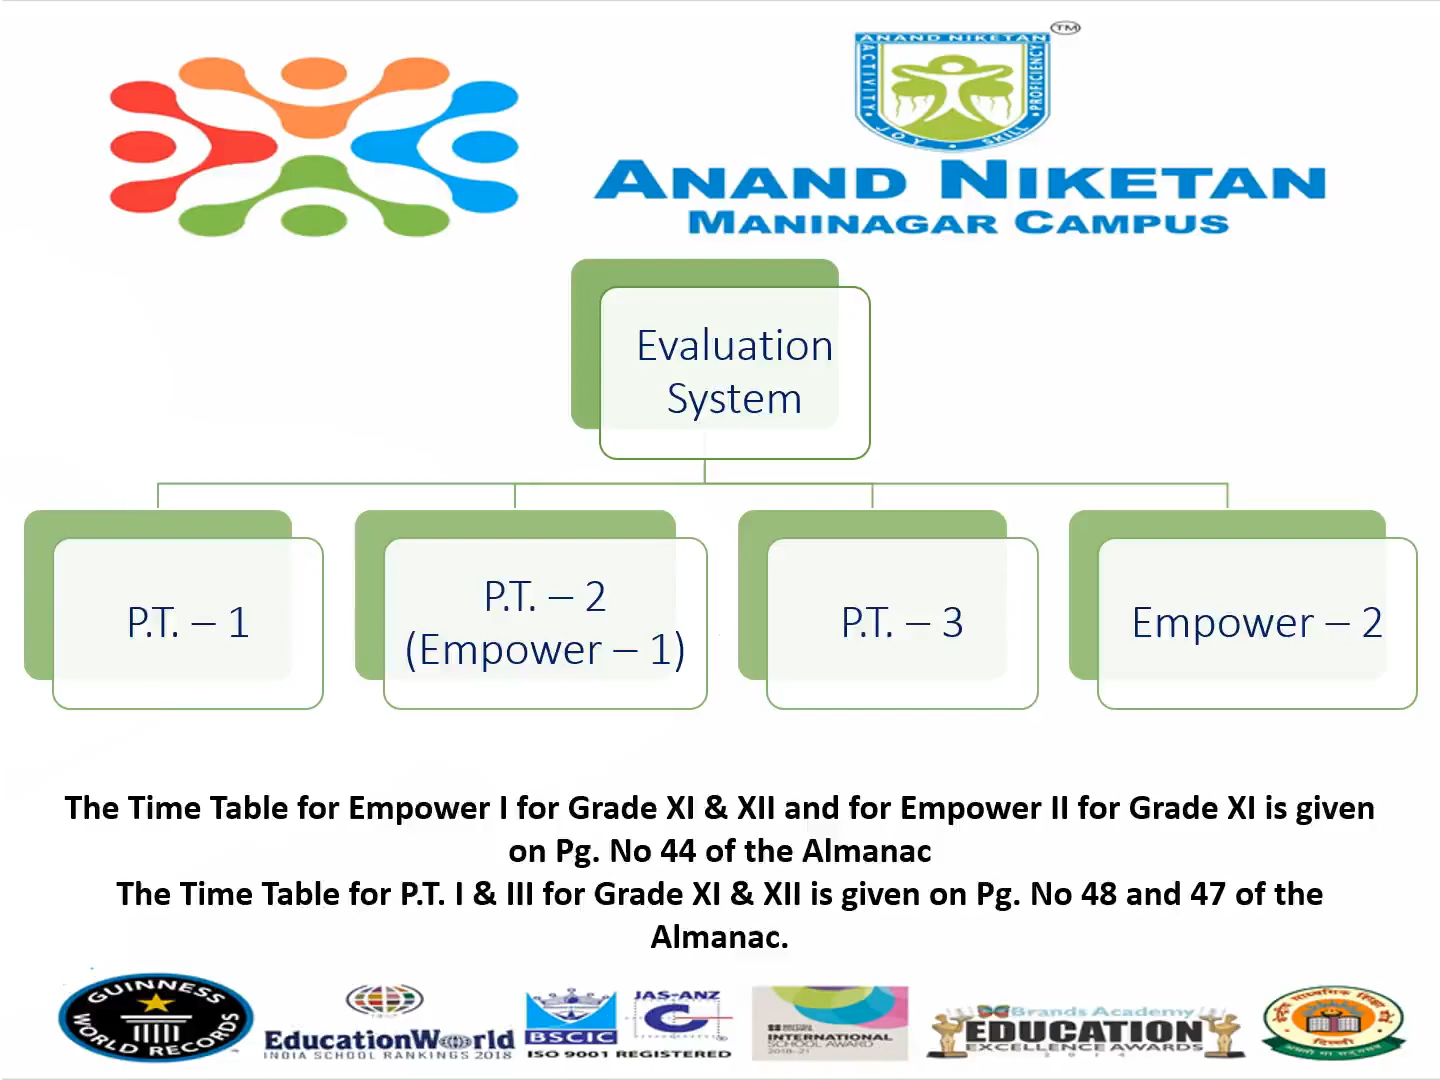 TM
ANAND NIKETAN
ACTIVITY
PROFICIENCY
JOY • SKILL
ANAND NIKETAN
MANINAGAR CAMPUS
Evaluation
System
P.T. – 1
P.T. – 2
(Empower – 1)
P.T. – 3
Empower – 2
The Time Table for Empower I for Grade XI & XII and for Empower II for Grade XI is given
on Pg. No 44 of the Almanac
The Time Table for P.T. I & III for Grade XI & XII is given on Pg. No 48 and 47 of the
Almanac.
GUINNESS
WORLD RECORDS
EducationWorld
INDIA SCHOOL RANKINGS 2018
BSCIC
JAS-ANZ
C
ISO 9001 REGISTERED
INTERNATIONAL
SCHOOL AWARD
2018-21
Brands Academy
EDUCATION
EXCELLENCE AWARDS
2014